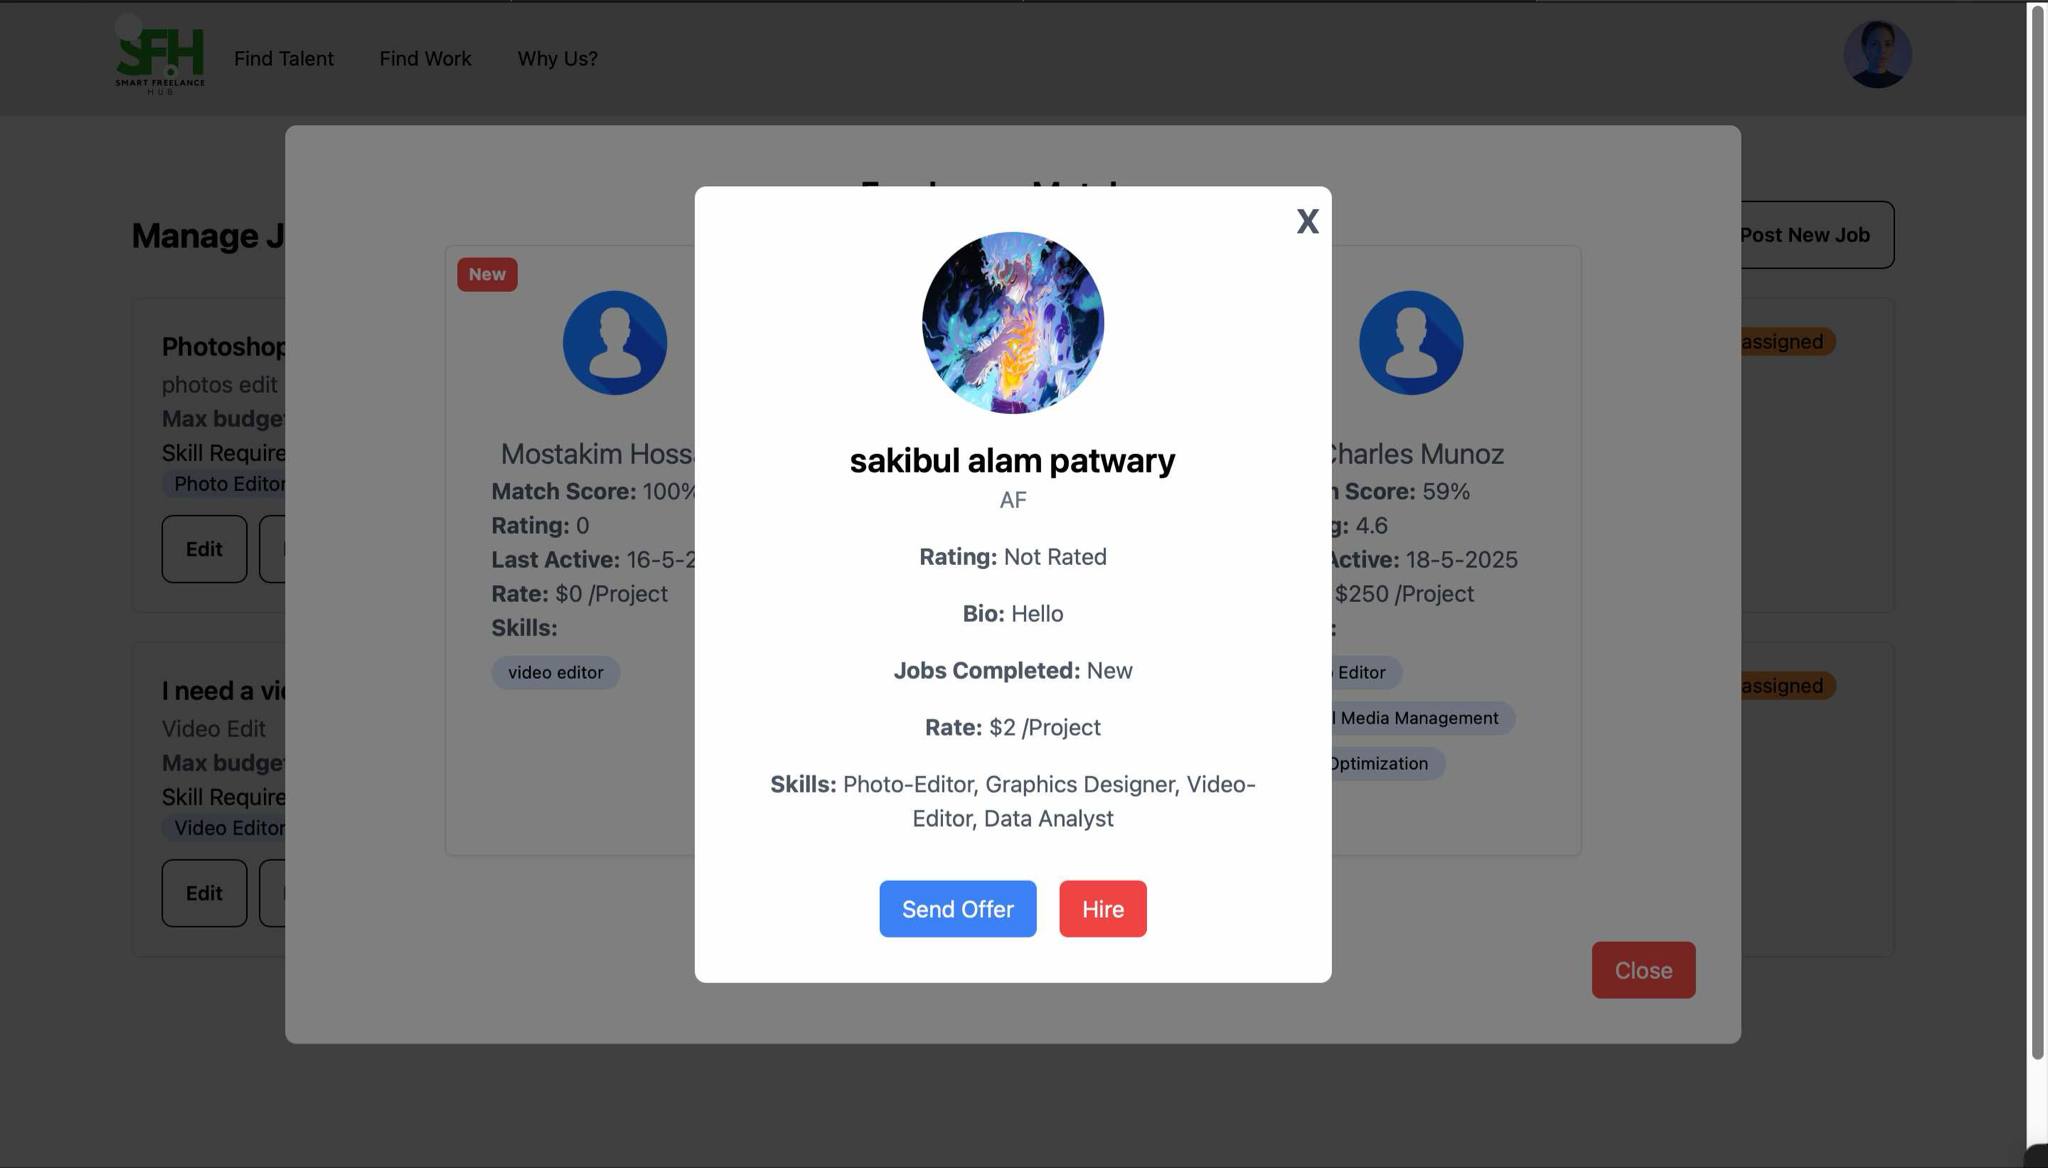 SFH
SMART FREELANCE
HUB
Find Talent
Find Work
Why Us?
Manage J
Post New Job
Photoshop
photos edit
Max budge
Skill Require
Photo Editor
Edit
assigned
I need a vi
Video Edit
Max budge
Skill Require
Video Editor
Edit
assigned
New
Mostakim Hoss
Match Score: 100%
Rating: 0
Last Active: 16-5-2
Rate: $0 /Project
Skills:
video editor
X
sakibul alam patwary
AF
Rating: Not Rated
Bio: Hello
Jobs Completed: New
Rate: $2 /Project
Skills: Photo-Editor, Graphics Designer, Video-
Editor, Data Analyst
Send Offer
Hire
Charles Munoz
Score: 59%
g: 4.6
Active: 18-5-2025
$250 /Project
:
Editor
l Media Management
Optimization
Close